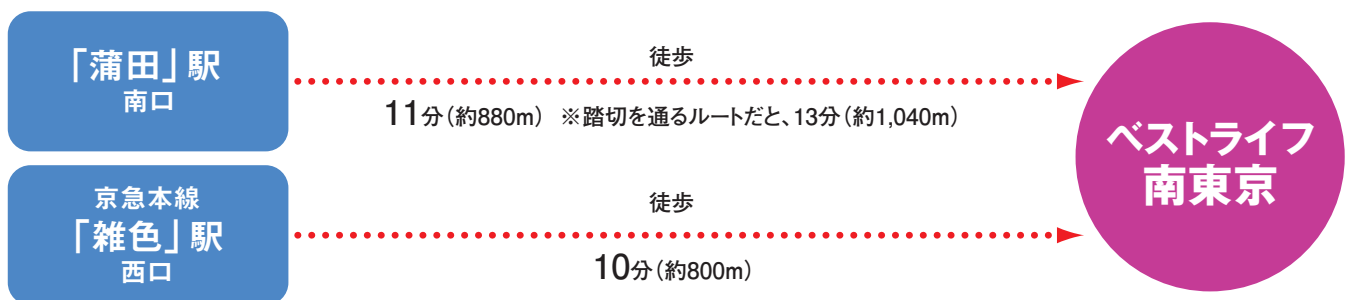 「蒲田」駅
南口
徒歩
11分（約880m） ※踏切を通るルートだと、13分（約1,040m）
京急本線
「雑色」駅
西口
徒歩
10分（約800m）
ベストライフ
南東京